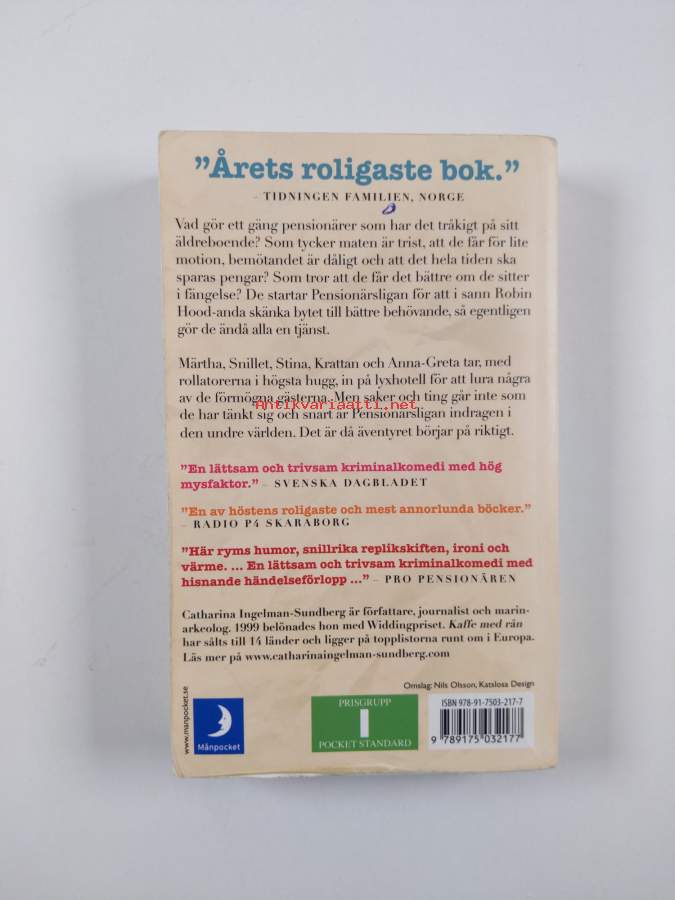 ”Årets roligaste bok.”
– TIDNINGEN FAMILIEN, NORGE
Vad gör ett gäng pensionärer som har det tråkigt på sitt
äldreboende? Som tycker maten är trist, att de får för lite
motion, bemötandet är dåligt och att det hela tiden ska
sparas pengar? Som tror att de får det bättre om de sitter
i fängelse? De startar Pensionärsligan för att i sann Robin
Hood-anda skänka bytet till bättre behövande, så egentligen
gör de ändå alla en tjänst.
Märtha, Snillet, Stina, Krattan och Anna-Greta tar, med
rollatorerna i högsta hugg, in på lyxhotell för att lura några
av de förmögna gästerna. Men saker och ting går inte som
Antikvariaatti.net
de har tänkt sig och snart är Pensionärsligan indragen i
den undre världen. Det är då äventyret börjar på riktigt.
”En lättsam och trivsam kriminalkomedi med hög
mysfaktor.” – SVENSKA DAGBLADET
”En av höstens roligaste och mest annorlunda böcker.”
– RADIO P4 SKARABORG
”Här ryms humor, snillrika replikskiften, ironi och
värme. ... En lättsam och trivsam kriminalkomedi med
hisnande händelseförlopp ...” – PRO PENSIONÄREN
Catharina Ingelman-Sundberg är författare, journalist och marin-
arkeolog. 1999 belönades hon med Widdingpriset. Kaffe med rån
har sålts till 14 länder och ligger på topplistorna runt om i Europa.
Läs mer på www.catharinaingelman-sundberg.com
Omslag: Nils Olsson, Katslosa Design
www.manpocket.se
Månpocket
PRISGRUPP
1
POCKET STANDARD
ISBN 978-91-7503-217-7
9 789175 032177